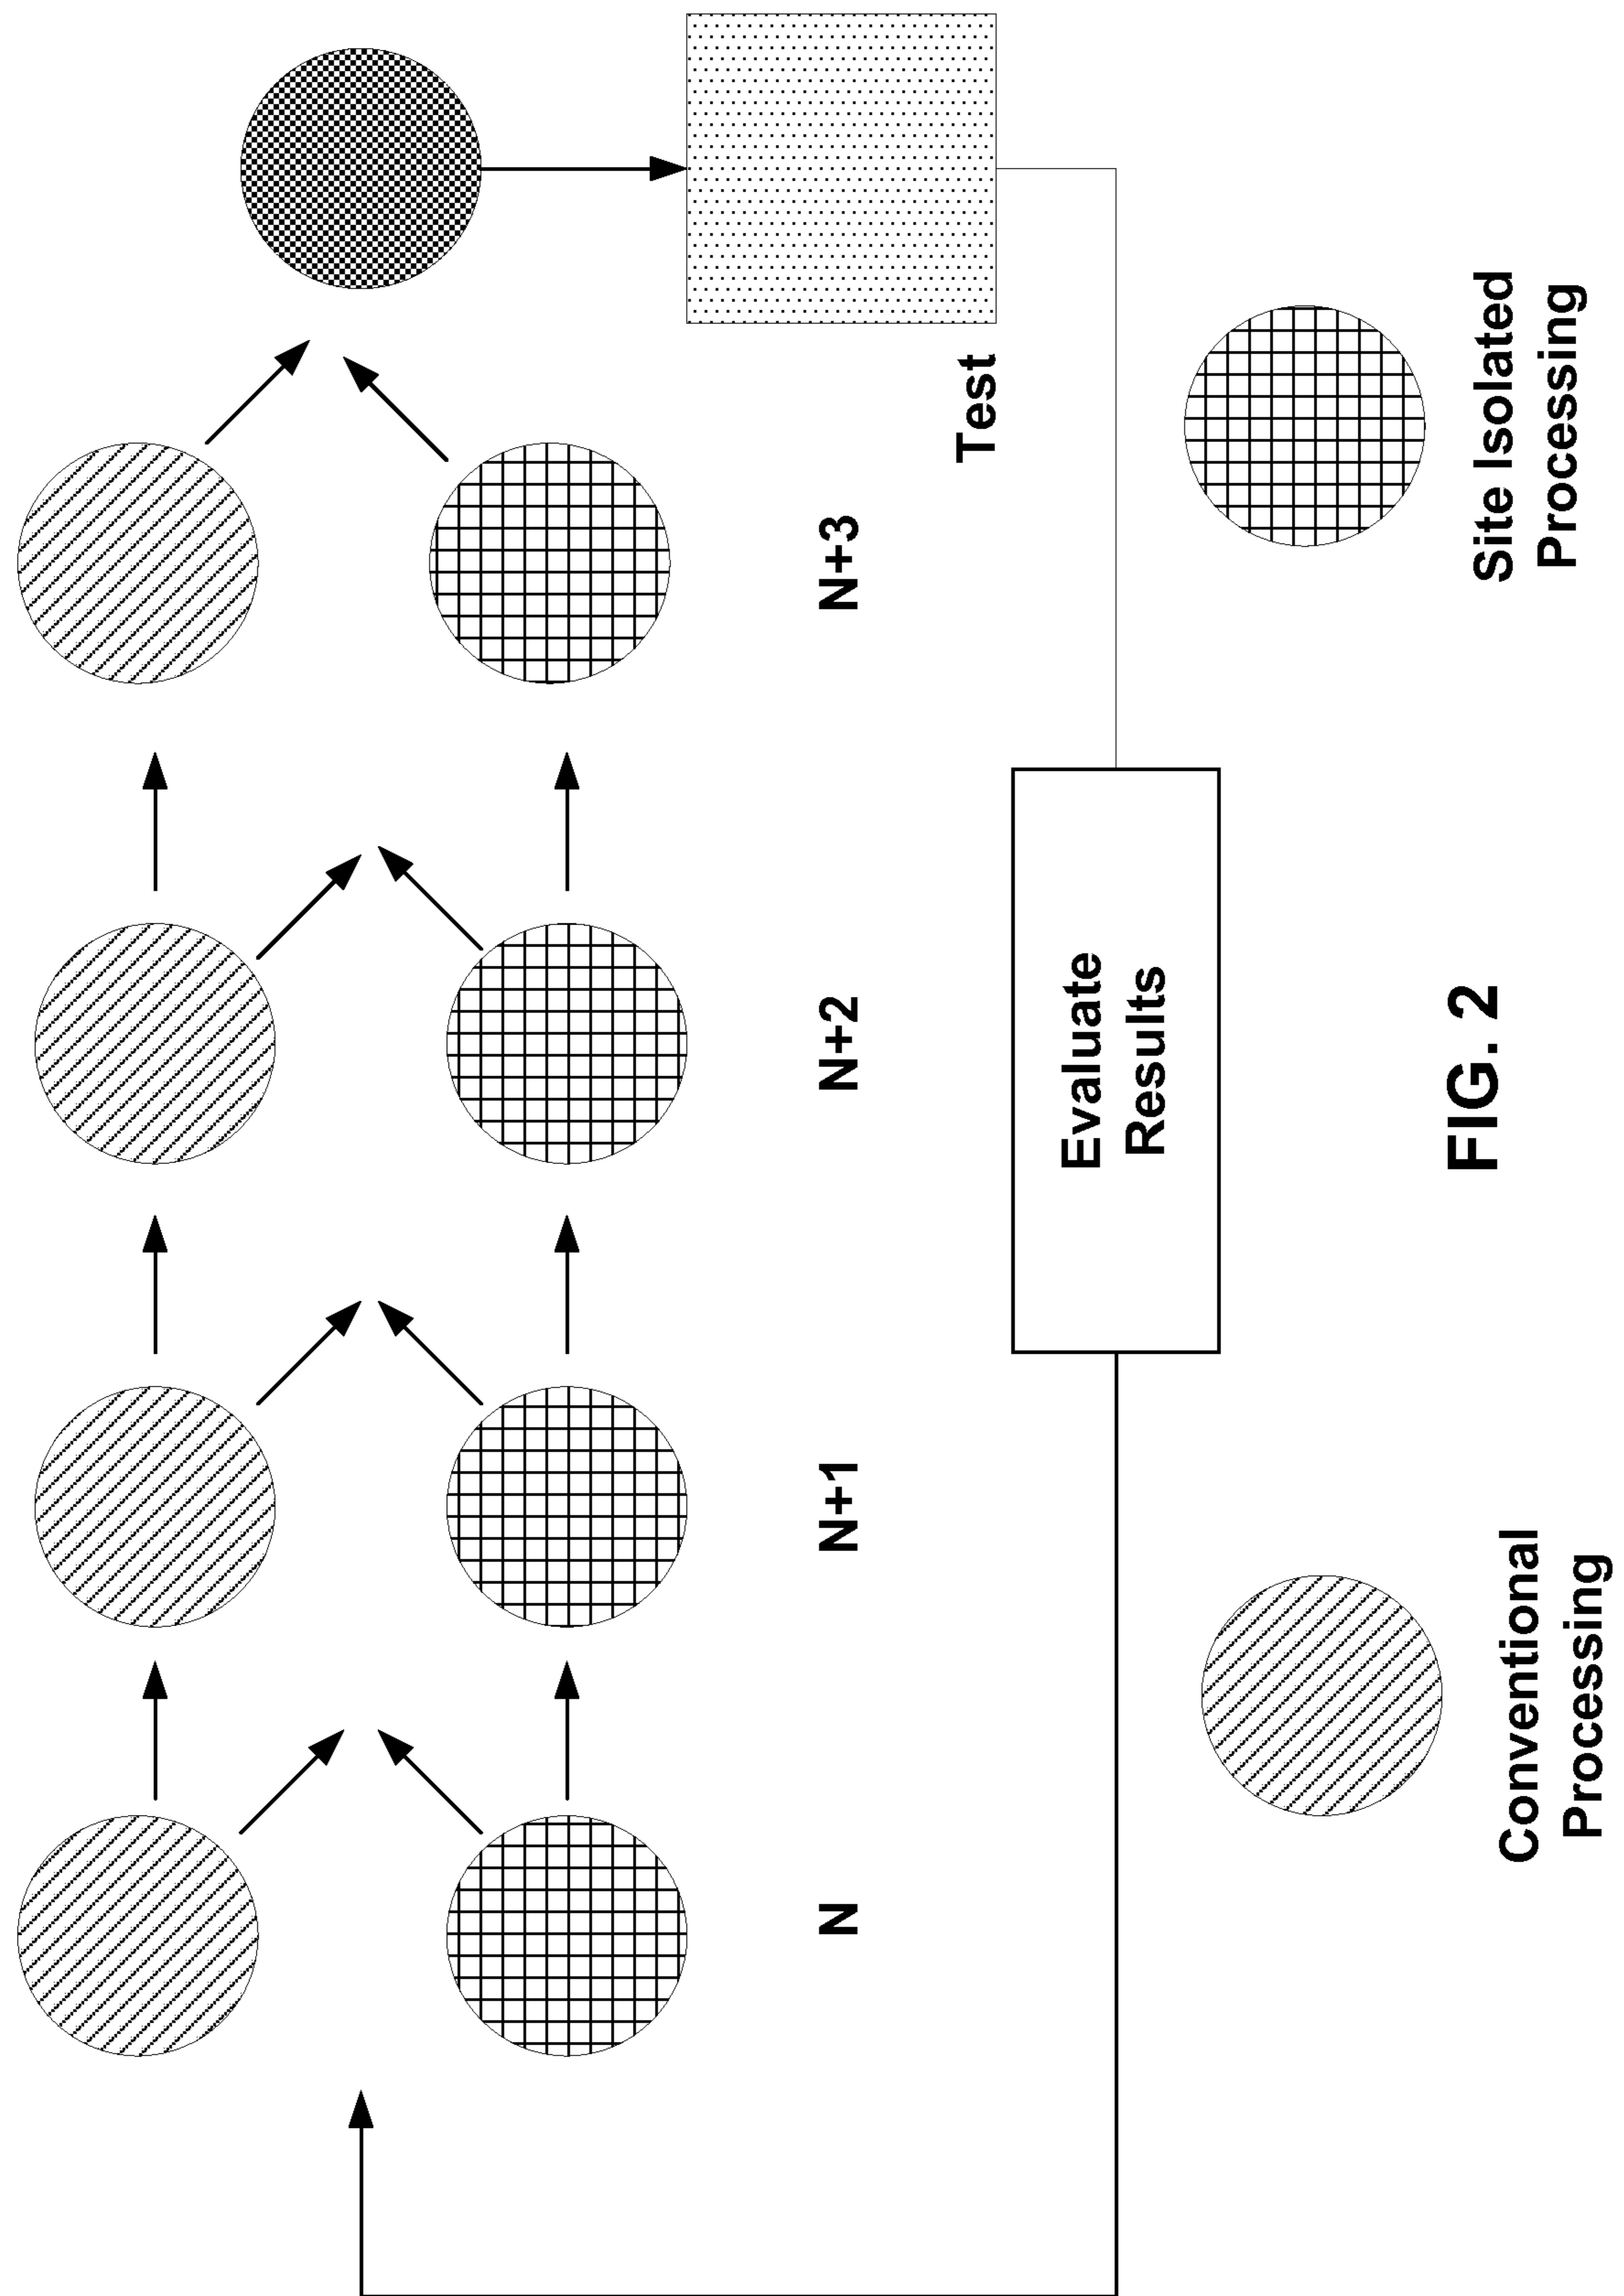 N
N+1
N+2
N+3
Test
Evaluate
Results
Conventional
Processing
Site Isolated
Processing
FIG. 2